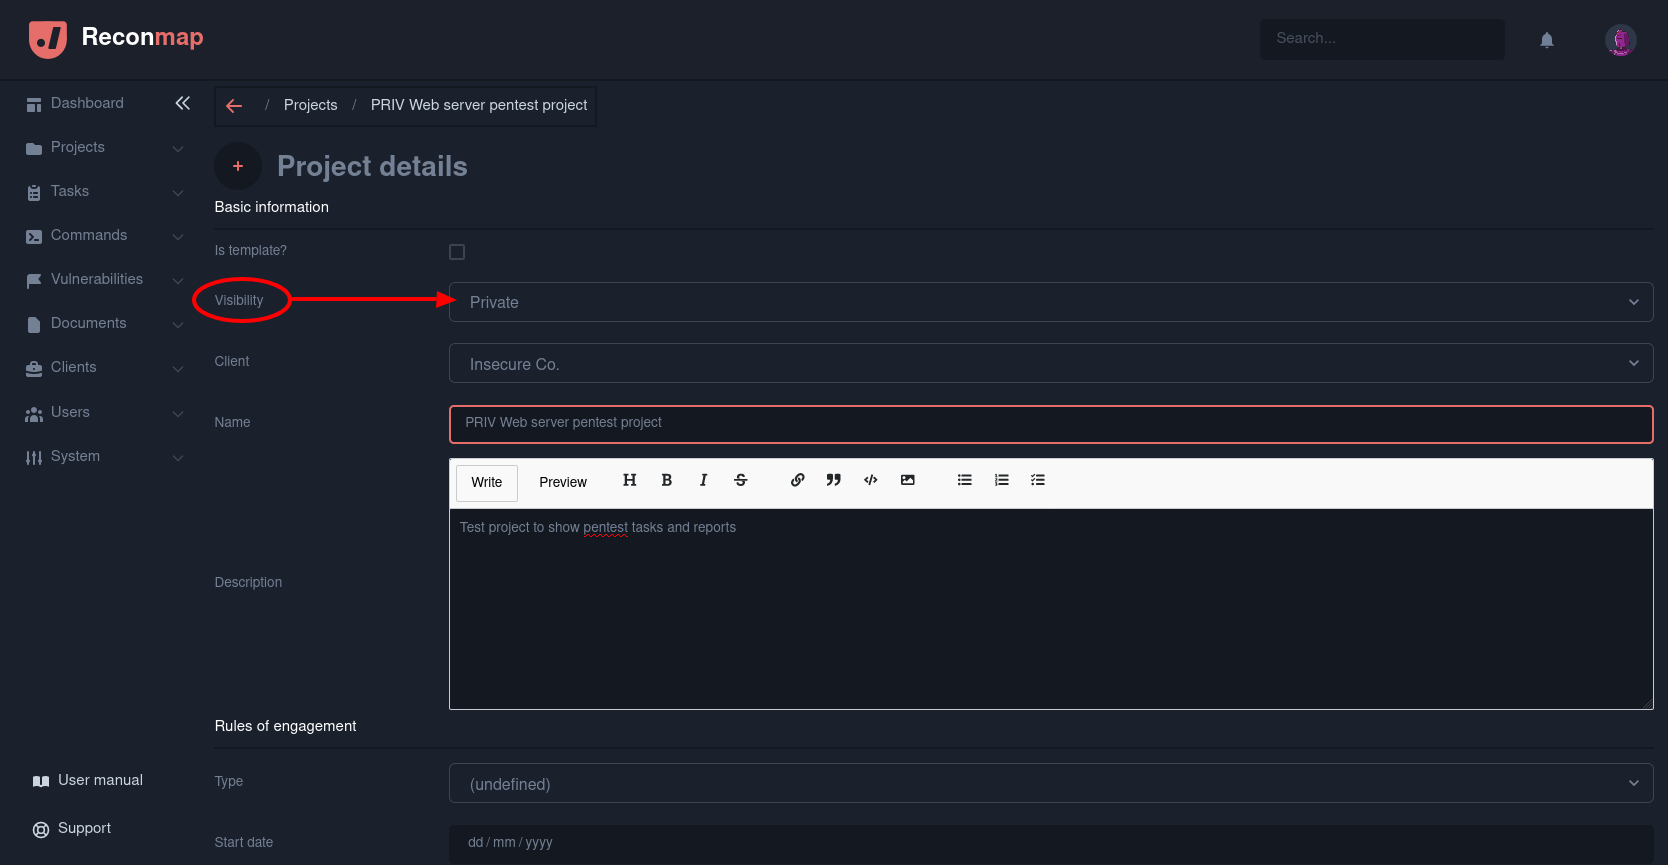 Reconmap
Search...
Dashboard
Projects
Tasks
Commands
Vulnerabilities
Documents
Clients
Users
System
User manual
Support
/ Projects / PRIV Web server pentest project
+ Project details
Basic information
Is template?
Visibility Private
Client Insecure Co.
Name PRIV Web server pentest project
Write Preview H B I S
Test project to show pentest tasks and reports
Description
Rules of engagement
Type (undefined)
Start date dd / mm / yyyy